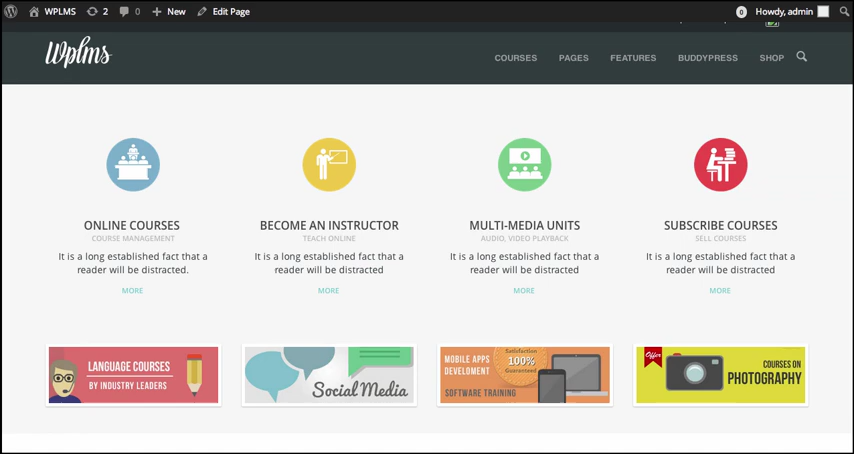 WPLMS 2 0 New Edit Page 0 Howdy, admin
Wplms COURSES PAGES FEATURES BUDDYPRESS SHOP
ONLINE COURSES
COURSE MANAGEMENT
It is a long established fact that a
reader will be distracted.
MORE
BECOME AN INSTRUCTOR
TEACH ONLINE
It is a long established fact that a
reader will be distracted
MORE
MULTI-MEDIA UNITS
AUDIO, VIDEO PLAYBACK
It is a long established fact that a
reader will be distracted
MORE
SUBSCRIBE COURSES
SELL COURSES
It is a long established fact that a
reader will be distracted
MORE
LANGUAGE COURSES
BY INDUSTRY LEADERS
Social Media
MOBILE APPS
DEVELOMENT
SOFTWARE TRAINING
Satisfaction
100%
Guaranteed
Offer
COURSES ON
PHOTOGRAPHY